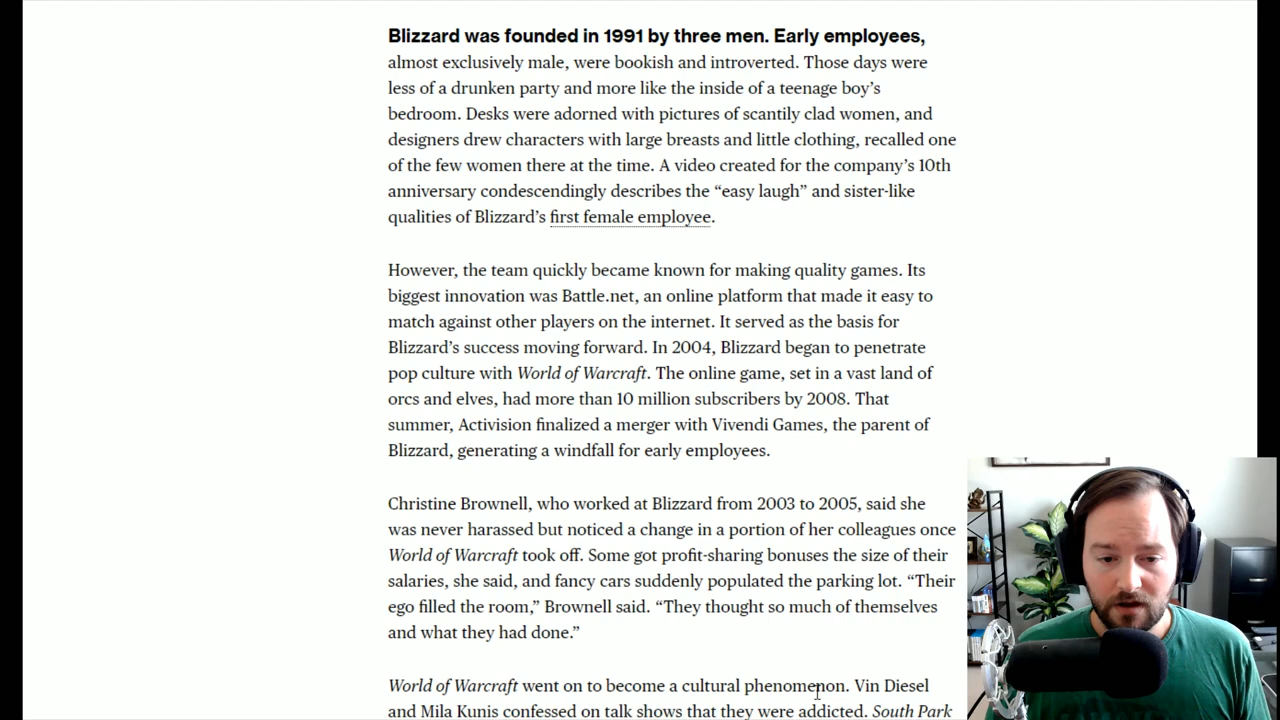 Blizzard was founded in 1991 by three men. Early employees,
almost exclusively male, were bookish and introverted. Those days were
less of a drunken party and more like the inside of a teenage boy’s
bedroom. Desks were adorned with pictures of scantily clad women, and
designers drew characters with large breasts and little clothing, recalled one
of the few women there at the time. A video created for the company’s 10th
anniversary condescendingly describes the “easy laugh” and sister-like
qualities of Blizzard’s first female employee.
However, the team quickly became known for making quality games. Its
biggest innovation was Battle.net, an online platform that made it easy to
match against other players on the internet. It served as the basis for
Blizzard’s success moving forward. In 2004, Blizzard began to penetrate
pop culture with World of Warcraft. The online game, set in a vast land of
orcs and elves, had more than 10 million subscribers by 2008. That
summer, Activision finalized a merger with Vivendi Games, the parent of
Blizzard, generating a windfall for early employees.
Christine Brownell, who worked at Blizzard from 2003 to 2005, said she
was never harassed but noticed a change in a portion of her colleagues once
World of Warcraft took off. Some got profit-sharing bonuses the size of their
salaries, she said, and fancy cars suddenly populated the parking lot. “Their
ego filled the room,” Brownell said. “They thought so much of themselves
and what they had done.”
World of Warcraft went on to become a cultural phenomenon. Vin Diesel
and Mila Kunis confessed on talk shows that they were addicted. South Park